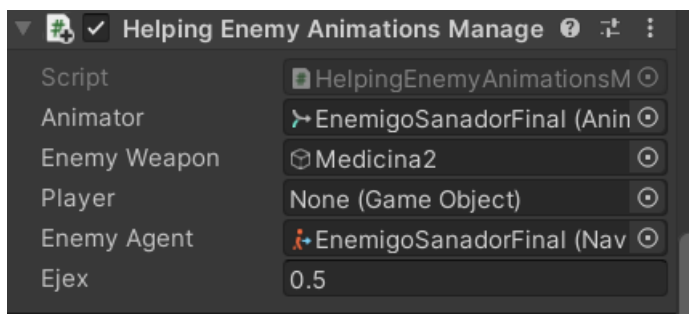 Helping Enemy Animations Manage
Script HelpingEnemyAnimationsM
Animator EnemigoSanadorFinal (Anin
Enemy Weapon Medicina2
Player None (Game Object)
Enemy Agent EnemigoSanadorFinal (Nav
Ejex 0.5